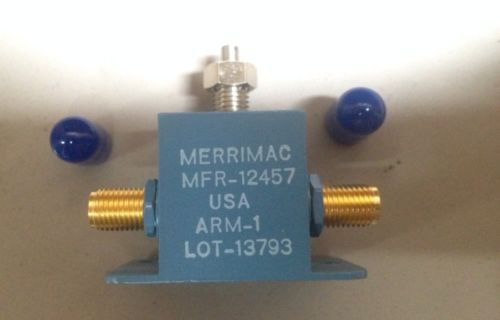 MERRIMAC
MFR-12457
USA
ARM-1
LOT-13793